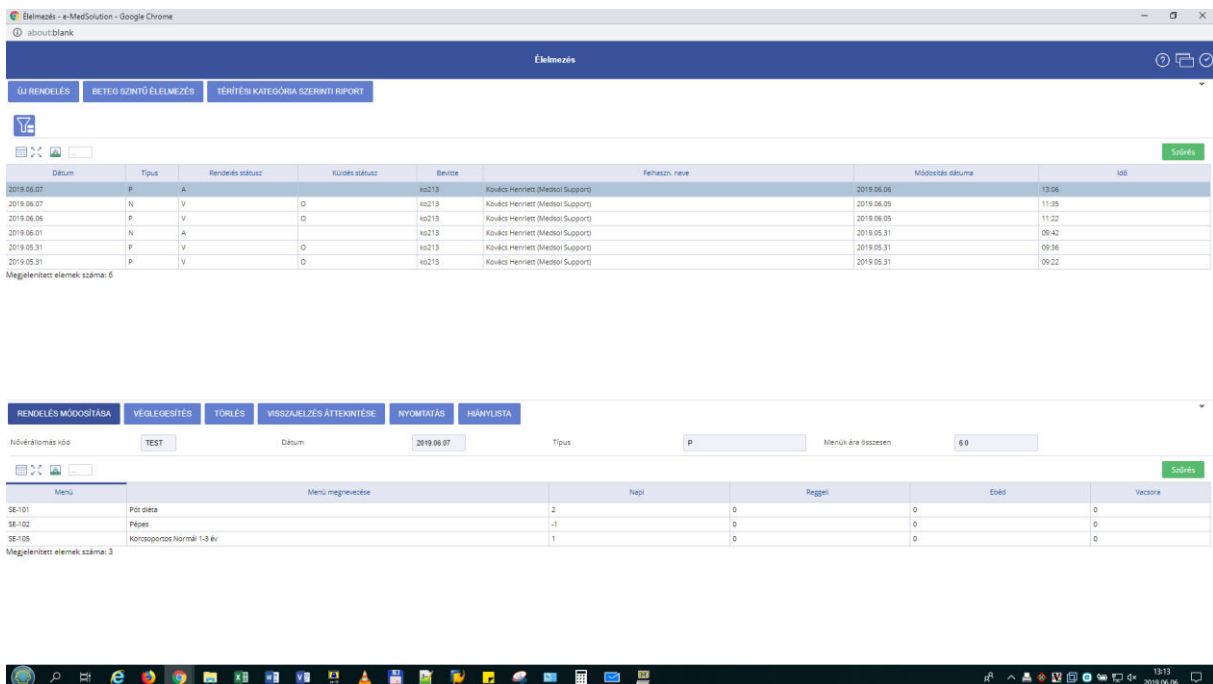 Élelmezés - e-MedSolution - Google Chrome
about:blank
Élelmezés
ÚJ RENDELÉS BETEG SZINTŰ ÉLELMEZÉS TÉRÍTÉSI KATEGÓRIA SZERINTI RIPORT
... Szűrés
Dátum Típus Rendelés státusz Küldés státusz Bevitte Felhaszn. neve Módosítás dátuma Idő
2019.06.07 P A ko213 Kovács Henriett (Medsol Support) 2019.06.06 13:06
2019.06.07 N V O ko213 Kovács Henriett (Medsol Support) 2019.06.05 11:35
2019.06.06 P V O ko213 Kovács Henriett (Medsol Support) 2019.06.05 11:22
2019.06.01 N A ko213 Kovács Henriett (Medsol Support) 2019.05.31 09:42
2019.05.31 P V O ko213 Kovács Henriett (Medsol Support) 2019.05.31 09:36
2019.05.31 P V O ko213 Kovács Henriett (Medsol Support) 2019.05.31 09:22
Megjelenített elemek száma: 6
RENDELÉS MÓDOSÍTÁSA VÉGLEGESÍTÉS TÖRLÉS VISSZAJELZÉS ÁTTEKINTÉSE NYOMTATÁS HIÁNYLISTA
Nővérállomás kód TEST Dátum 2019.06.07 Típus P Menük ára összesen 6.0
... Szűrés
Menü Menü megnevezése Napi Reggeli Ebéd Vacsora
SE-101 Pót diéta 2 0 0 0
SE-102 Pépes -1 0 0 0
SE-105 Korcsoportos Normál 1-3 év 1 0 0 0
Megjelenített elemek száma: 3
13:13
2019.06.06